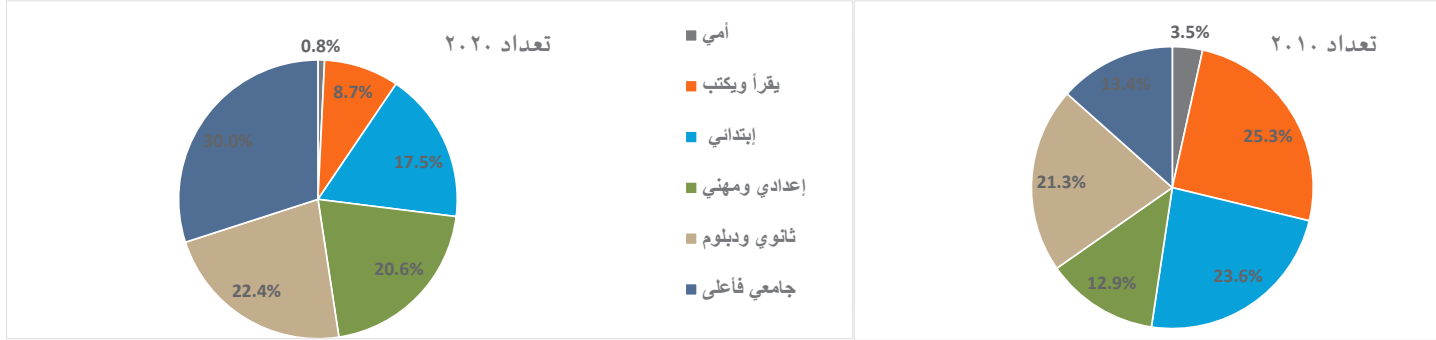 تعداد ٢٠١٠
3.5%
25.3%
23.6%
12.9%
21.3%
13.4%
أمي
يقرأ ويكتب
إبتدائي
إعدادي ومهني
ثانوي ودبلوم
جامعي فأعلى
تعداد ٢٠٢٠
0.8%
8.7%
17.5%
20.6%
22.4%
30.0%